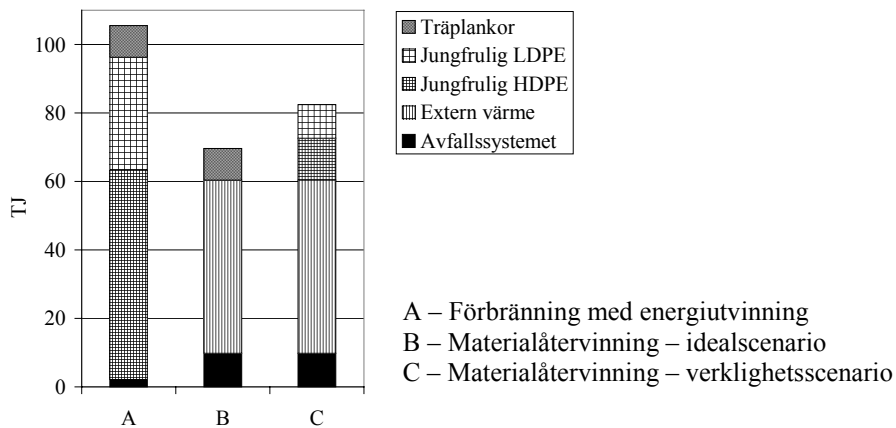 100
80
60
40
20
0
TJ
A
B
C
Träplankor
Jungfrulig LDPE
Jungfrulig HDPE
Extern värme
Avfallssystemet
A – Förbränning med energiutvinning
B – Materialåtervinning – idealscenario
C – Materialåtervinning – verklighetsscenario